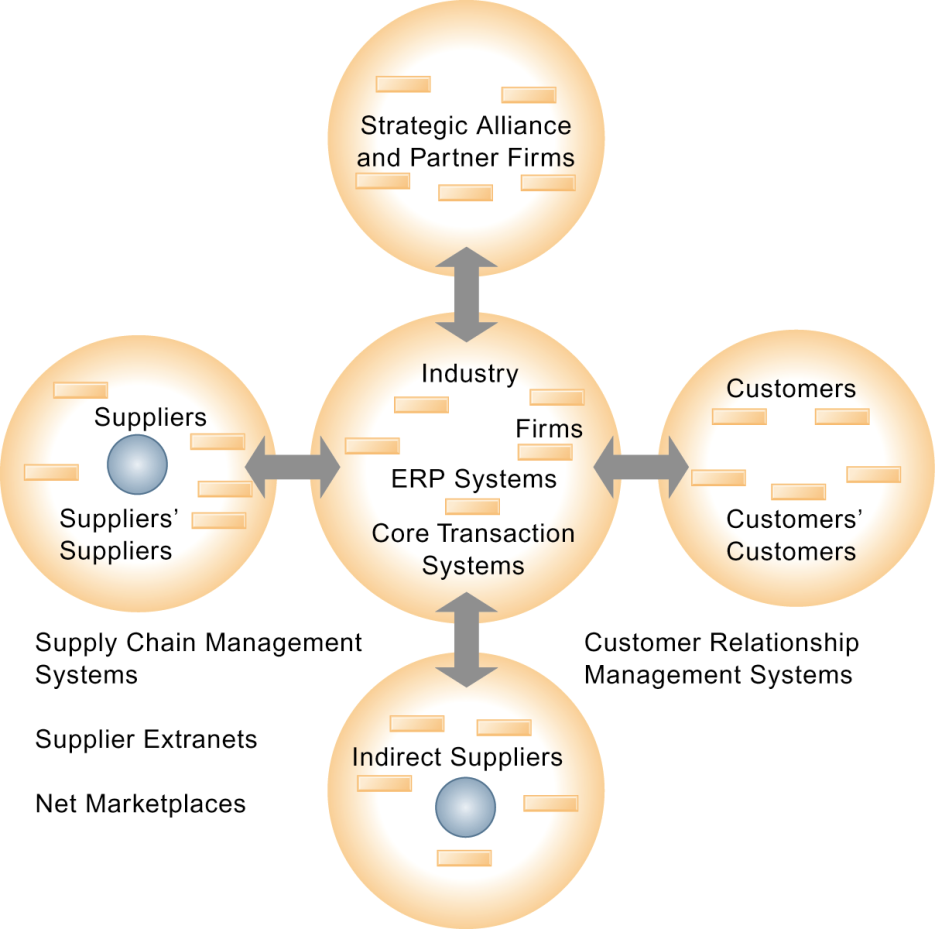 Strategic Alliance
and Partner Firms
Industry
Firms
ERP Systems
Core Transaction
Systems
Suppliers
Suppliers’
Suppliers
Customers
Customers’
Customers
Supply Chain Management
Systems
Supplier Extranets
Net Marketplaces
Customer Relationship
Management Systems
Indirect Suppliers